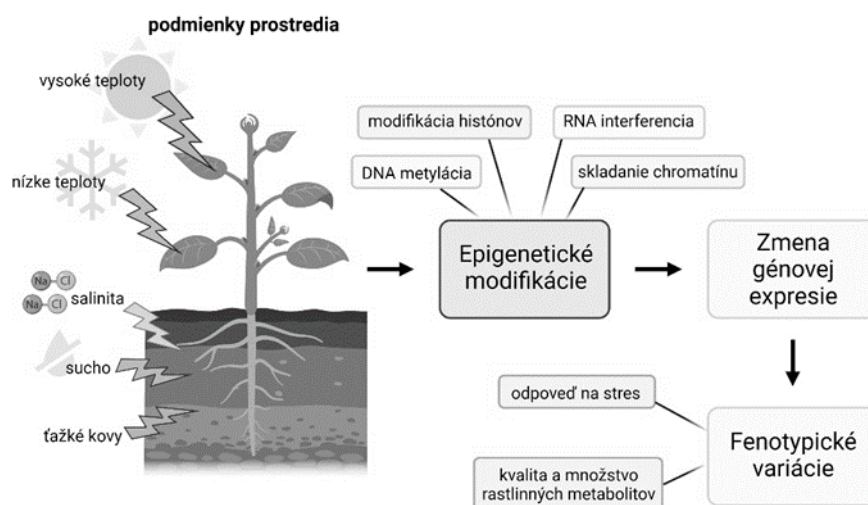 podmienky prostredia
vysoké teploty
nízke teploty
Na Cl
Na Cl
salinita
sucho
ťažké kovy
modifikácia histónov
RNA interferencia
DNA metylácia
skladanie chromatínu
Epigenetické
modifikácie
Zmena
génovej
expresie
odpoveď na stres
Fenotypické
variácie
kvalita a množstvo
rastlinných metabolitov